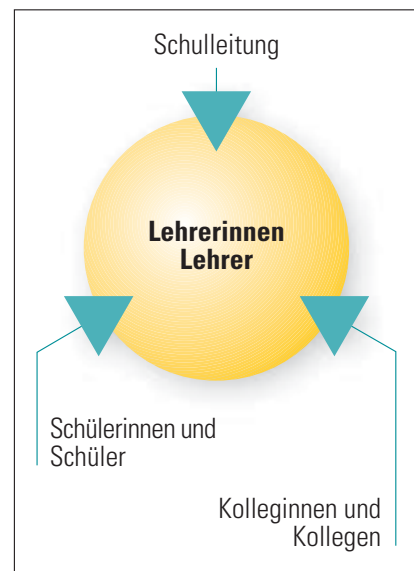 Schulleitung
Lehrerinnen
Lehrer
Schülerinnen und
Schüler
Kolleginnen und
Kollegen